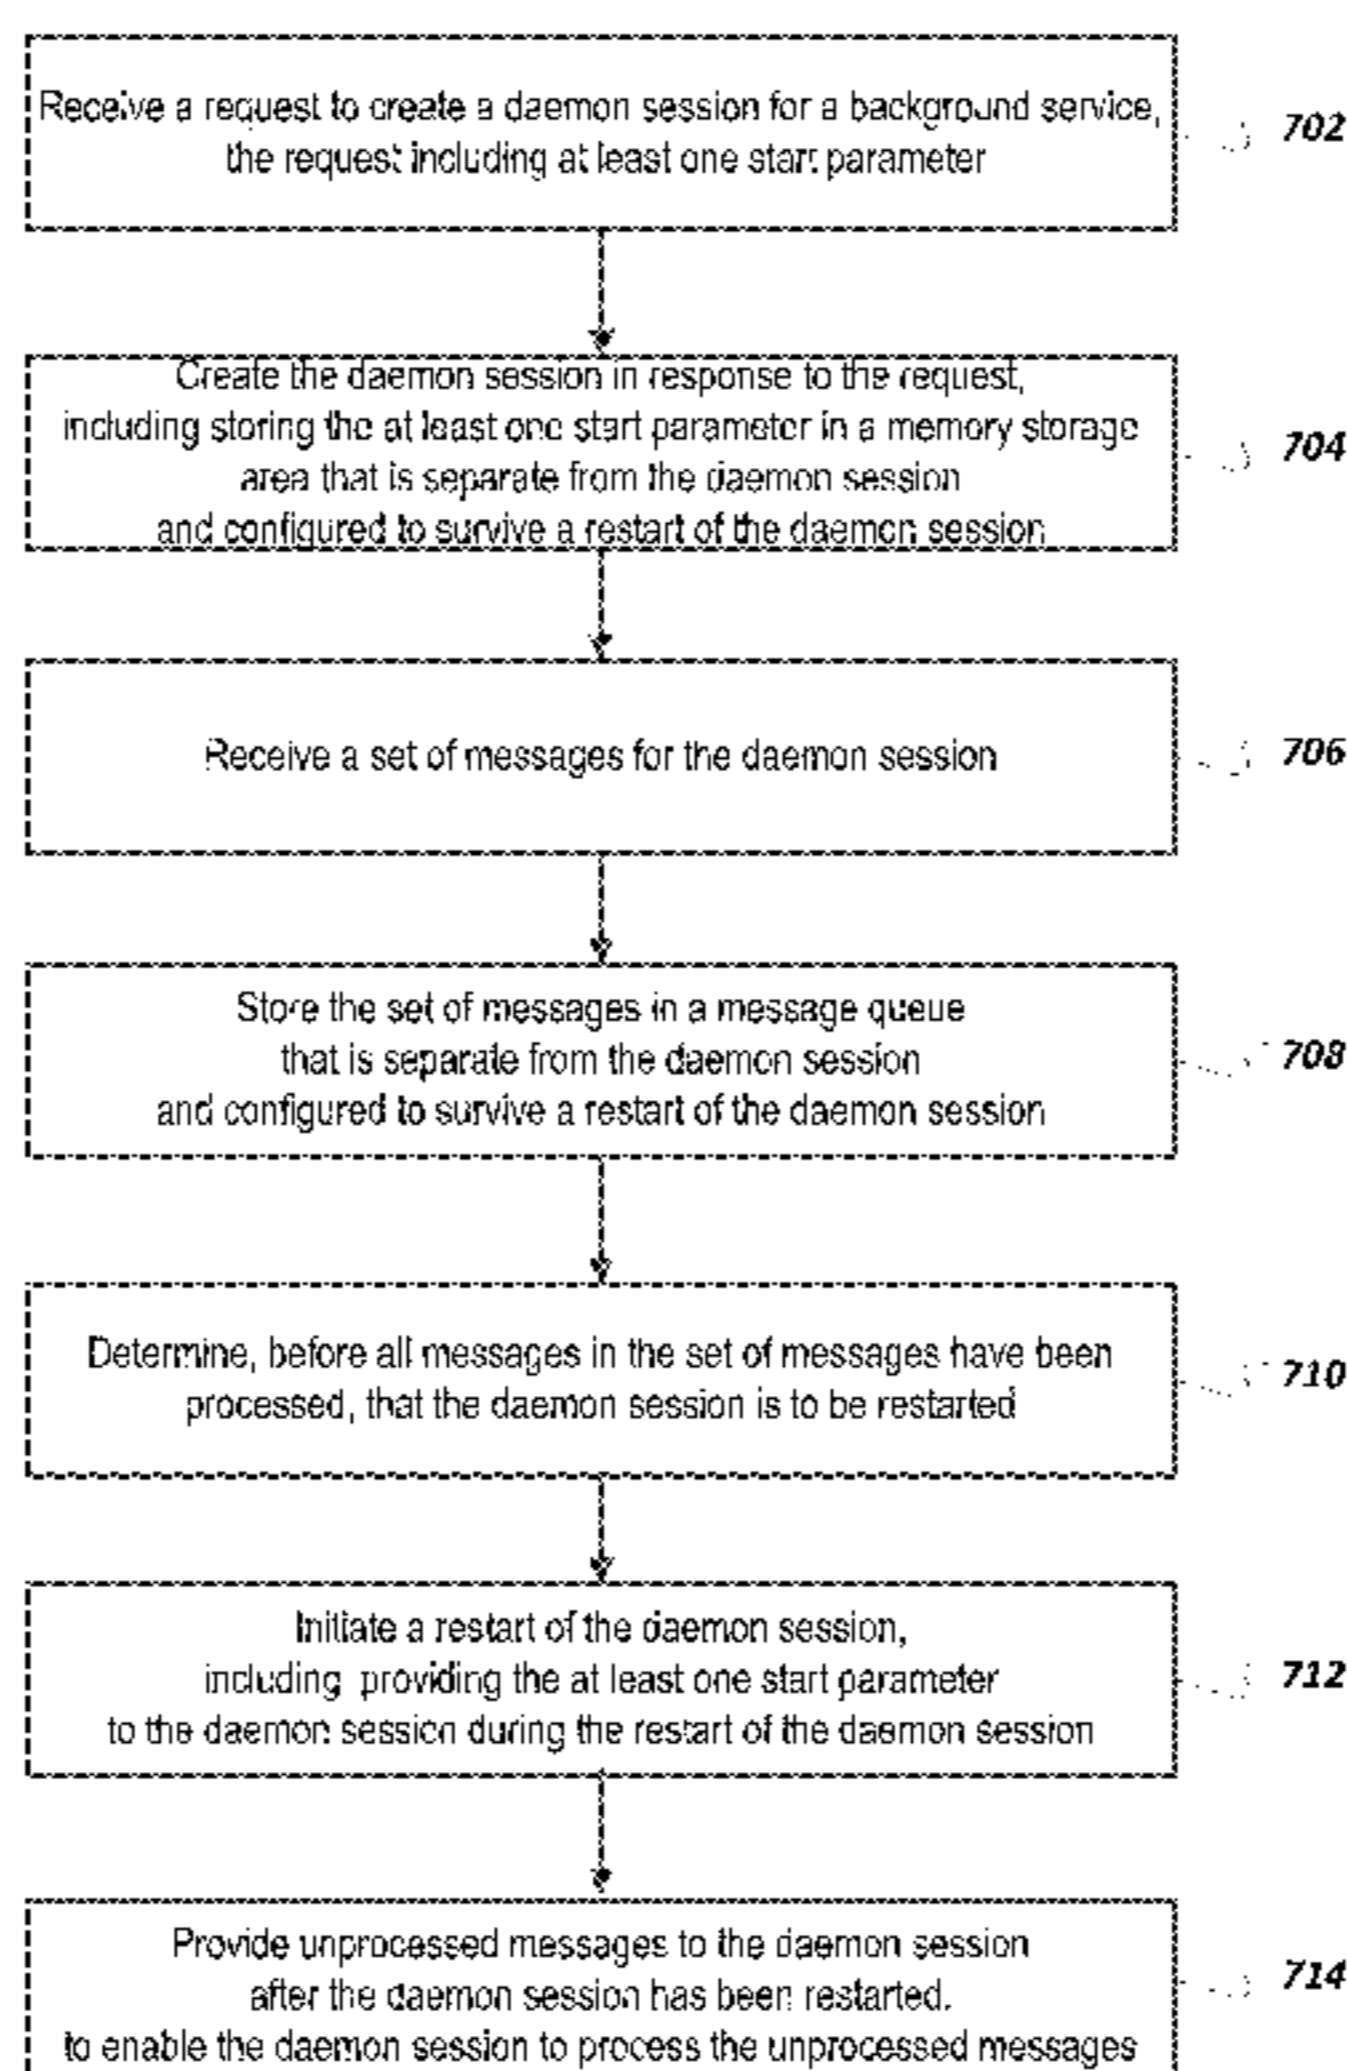 Receive a request to create a daemon session for a background service,
the request including at least one start parameter
702
Create the daemon session in response to the request,
including storing the at least one start parameter in a memory storage
area that is separate from the daemon session
and configured to survive a restart of the daemon session
704
Receive a set of messages for the daemon session
706
Store the set of messages in a message queue
that is separate from the daemon session
and configured to survive a restart of the daemon session
708
Determine, before all messages in the set of messages have been
processed, that the daemon session is to be restarted
710
Initiate a restart of the daemon session,
including providing the at least one start parameter
to the daemon session during the restart of the daemon session
712
Provide unprocessed messages to the daemon session
after the daemon session has been restarted.
to enable the daemon session to process the unprocessed messages
714